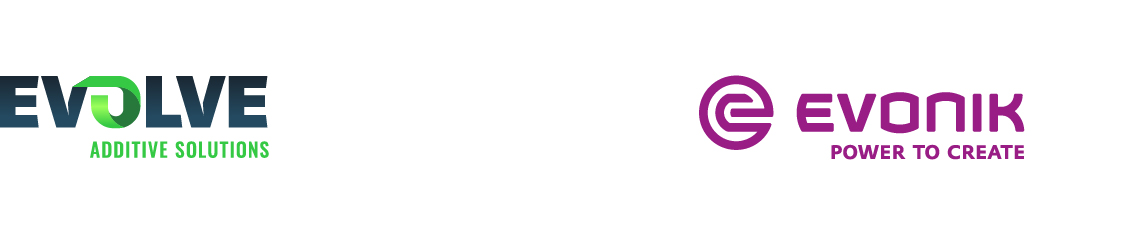 EVOLVE
ADDITIVE SOLUTIONS
EVONIK
POWER TO CREATE